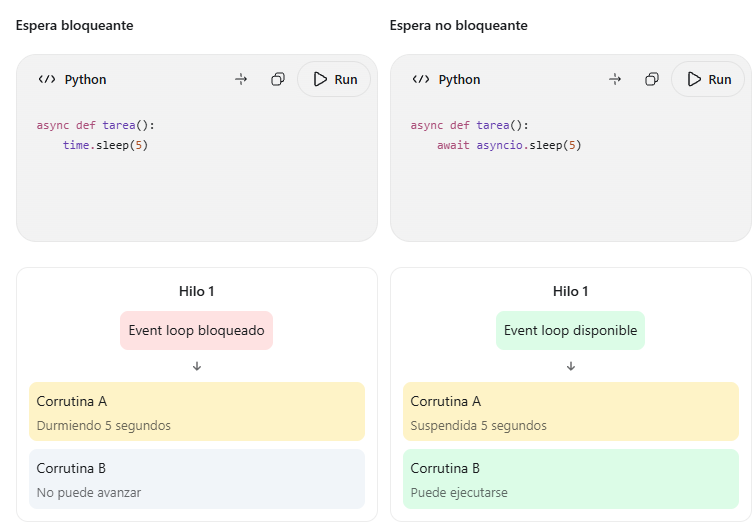 Espera bloqueante
</> Python
Run
async def tarea():
    time.sleep(5)
Hilo 1
Event loop bloqueado
↓
Corrutina A
Durmiendo 5 segundos
Corrutina B
No puede avanzar
Espera no bloqueante
</> Python
Run
async def tarea():
    await asyncio.sleep(5)
Hilo 1
Event loop disponible
↓
Corrutina A
Suspendida 5 segundos
Corrutina B
Puede ejecutarse